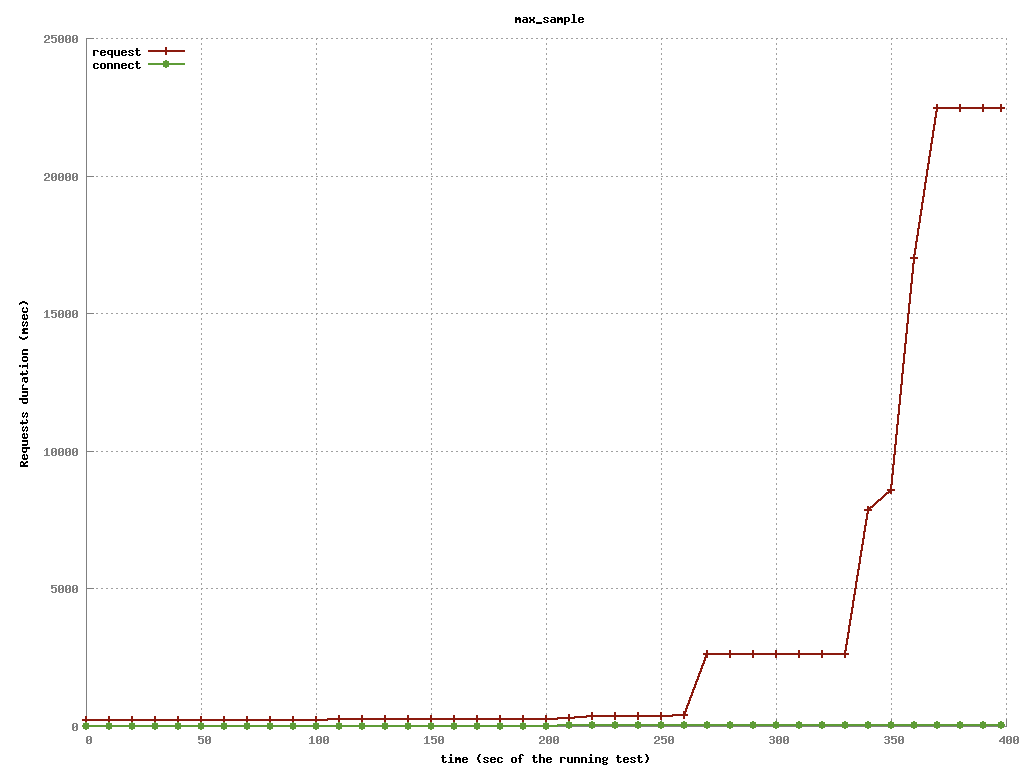 max_sample
25000
request
connect
20000
15000
Requests duration (msec)
10000
5000
0
0 50 100 150 200 250 300 350 400
time (sec of the running test)